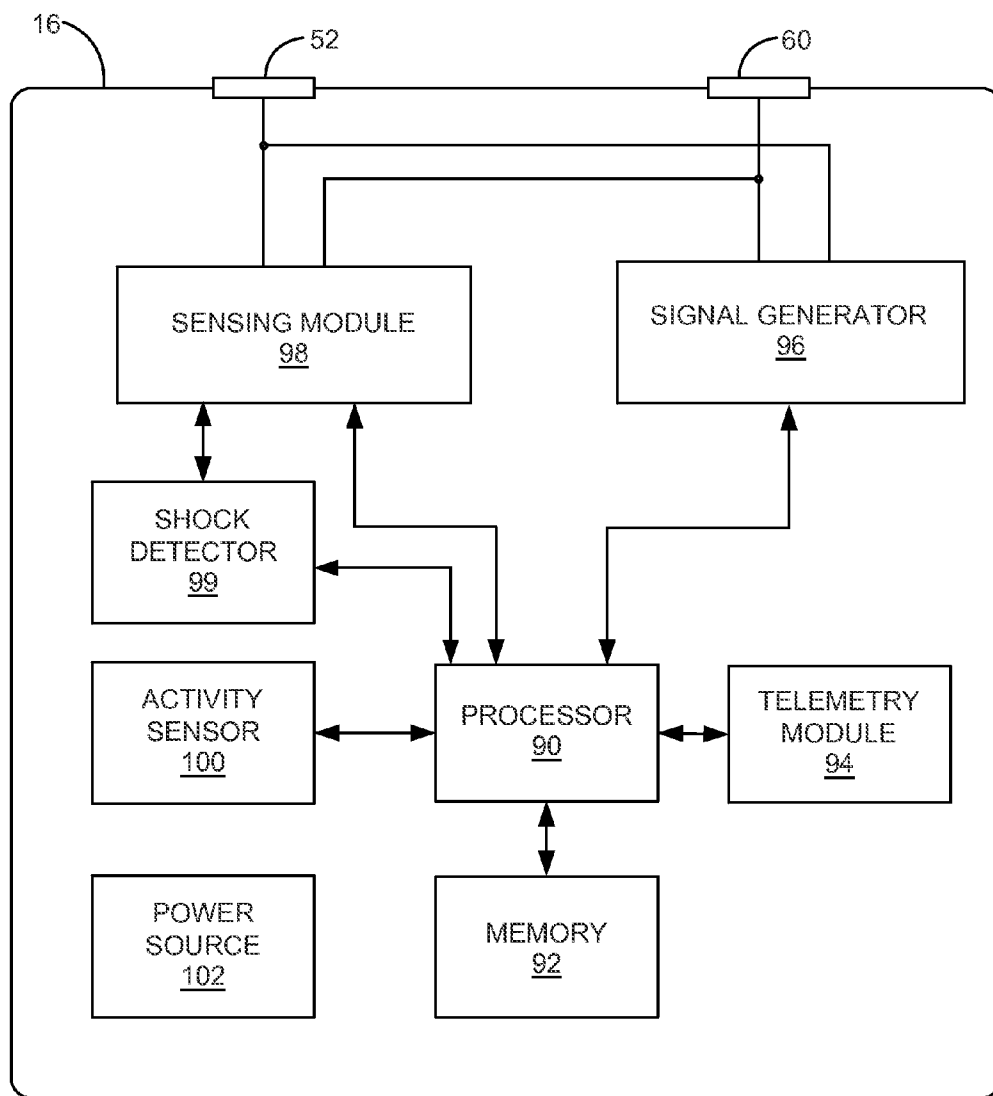 16
52
60
SENSING MODULE
98
SIGNAL GENERATOR
96
SHOCK
DETECTOR
99
ACTIVITY
SENSOR
100
PROCESSOR
90
TELEMETRY
MODULE
94
POWER
SOURCE
102
MEMORY
92